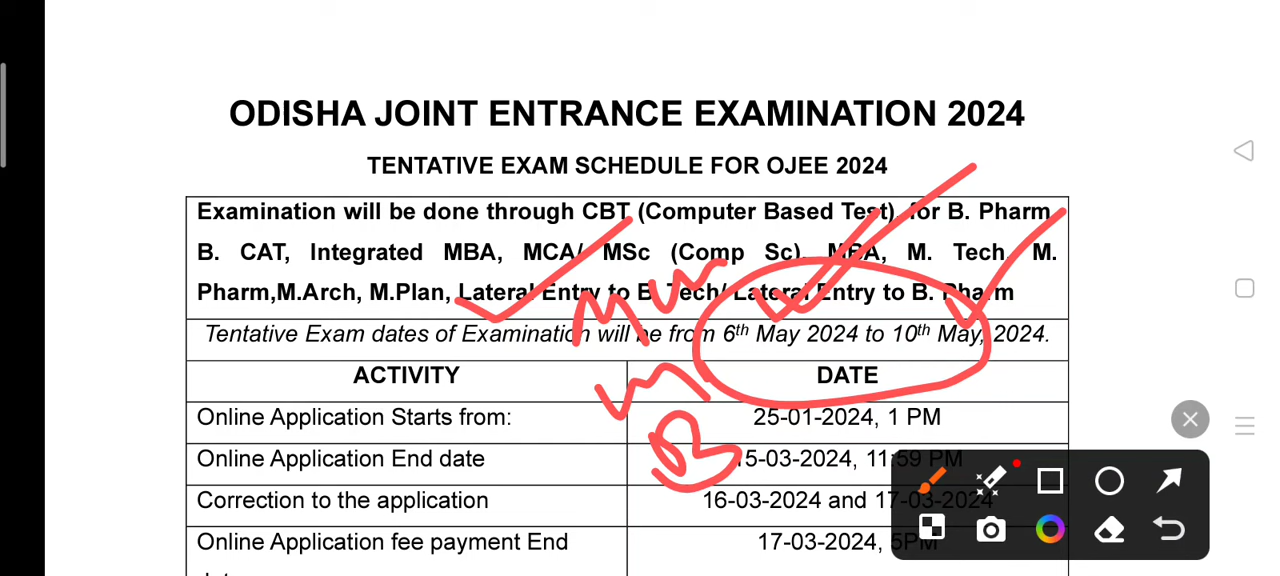 ODISHA JOINT ENTRANCE EXAMINATION 2024
TENTATIVE EXAM SCHEDULE FOR OJEE 2024
Examination will be done through CBT (Computer Based Test), for B. Pharm
B. CAT, Integrated MBA, MCA/ MSc (Comp Sc), MBA, M. Tech M.
Pharm,M.Arch, M.Plan, Lateral Entry to B. Tech/ Lateral Entry to B. Pharm
Tentative Exam dates of Examination will be from 6th May 2024 to 10th May, 2024.
ACTIVITY DATE
Online Application Starts from: 25-01-2024, 1 PM
Online Application End date 15-03-2024, 11:59 PM
Correction to the application 16-03-2024 and 17-03-2024
Online Application fee payment End 17-03-2024, 5PM